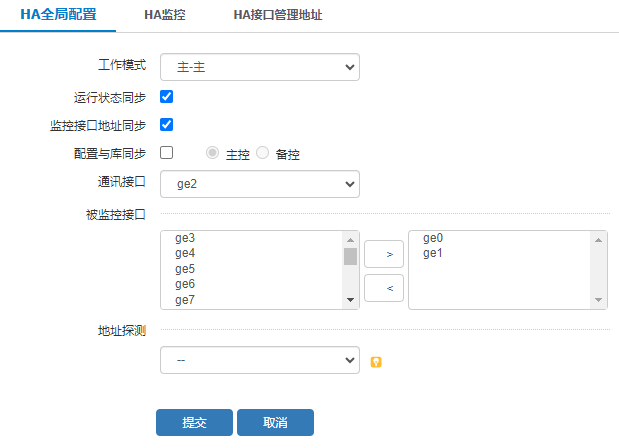 HA全局配置 HA监控 HA接口管理地址
工作模式 主-主
运行状态同步
监控接口地址同步
配置与库同步 主控 备控
通讯接口 ge2
被监控接口
ge3
ge4
ge5
ge6
ge7
>
<
ge0
ge1
地址探测
--
提交 取消